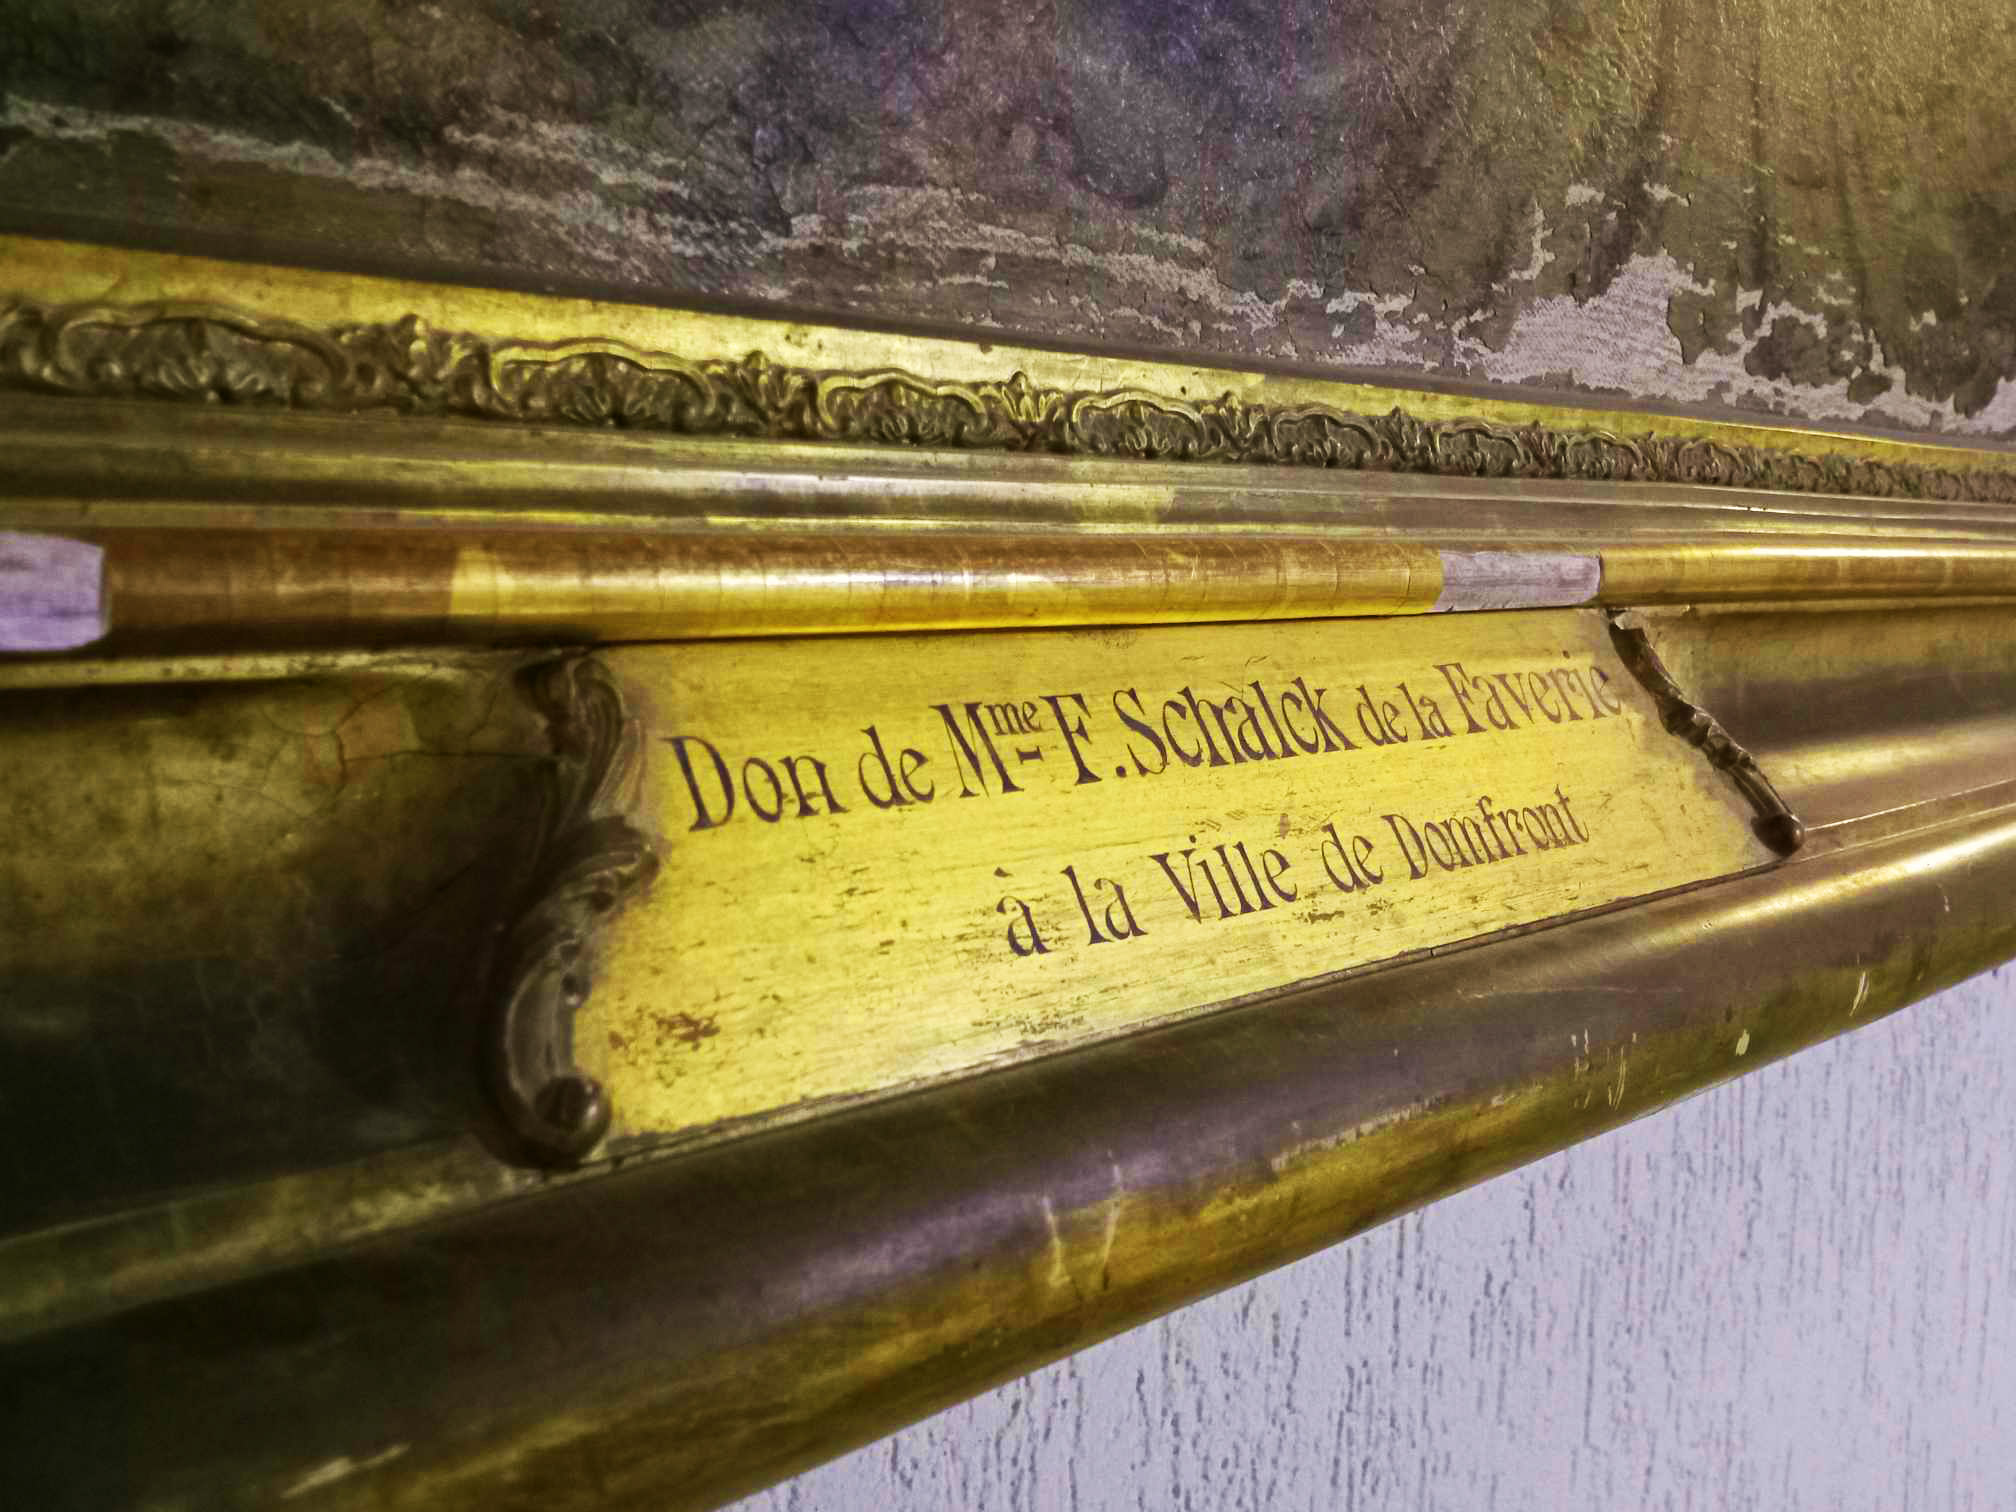 Don de Mme F. Schalck de la Faverie
à la Ville de Domfront